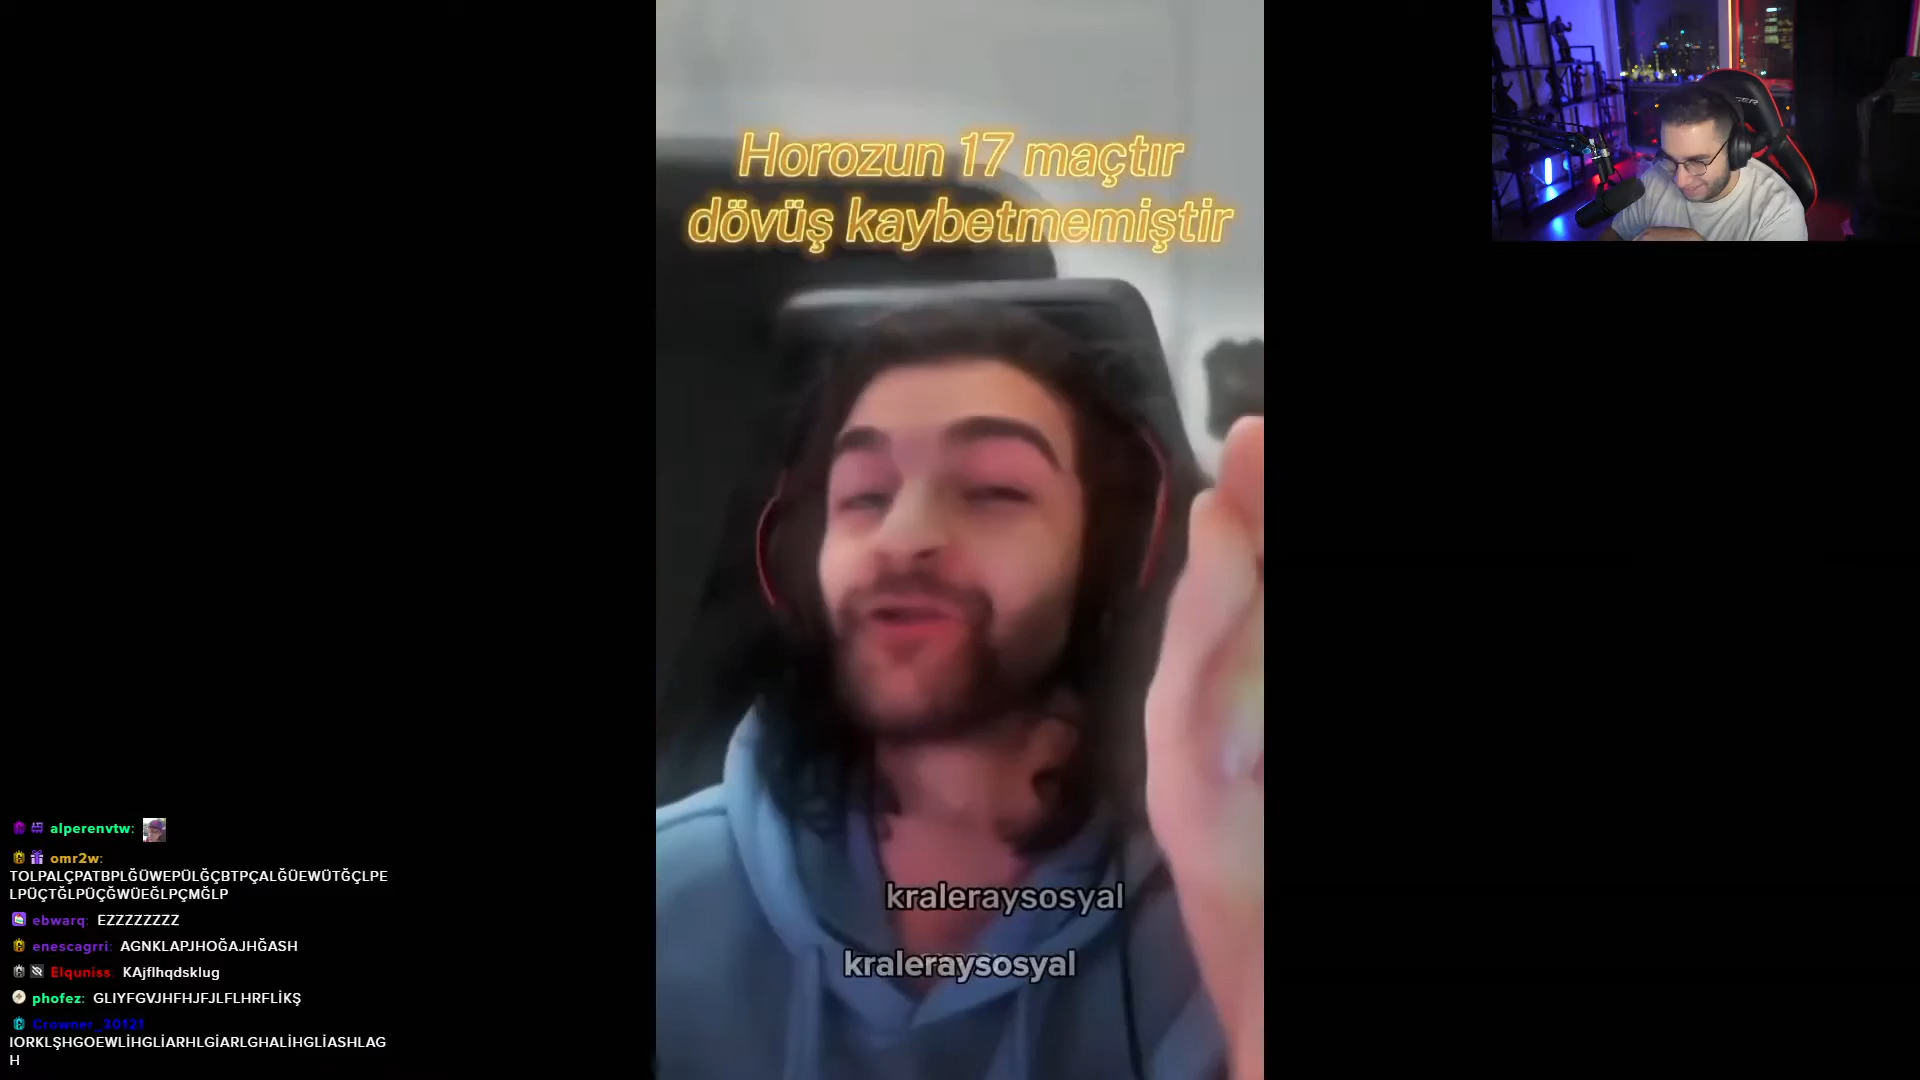 Horozun 17 maçtır
dövüş kaybetmemiştir
kraleraysosyal
kraleraysosyal
alperenvtw:
omr2w:
TOLPALÇPATBPLĞÜWEPÜLĞÇBTPÇALĞÜEWÜTĞÇLPE
LPÜÇTĞLPÜÇĞWÜEĞLPÇMĞLP
ebwarq: EZZZZZZZZ
enescagrri: AGNKLAPJHOĞAJHĞASH
Elquniss: KAjflhqdsklug
phofez: GLIYFGVJHFHJFJLFLHRFLİKŞ
Crowner_30121
IORKLŞHGOEWLİHGLİARHLGİARLGHALİHGLİASHLAG
H